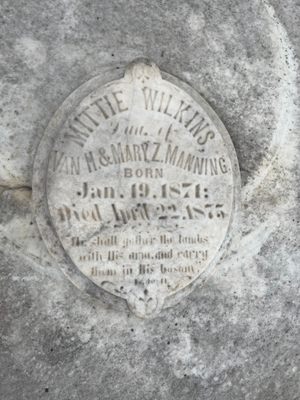 MITTIE WILKINS,
Dau. of
VAN H. & MARY Z. MANNING.
BORN
Jan. 19. 1871:
Died April 22. 1875
He shall gather the lambs
with His arm, and carry
them in his bosom